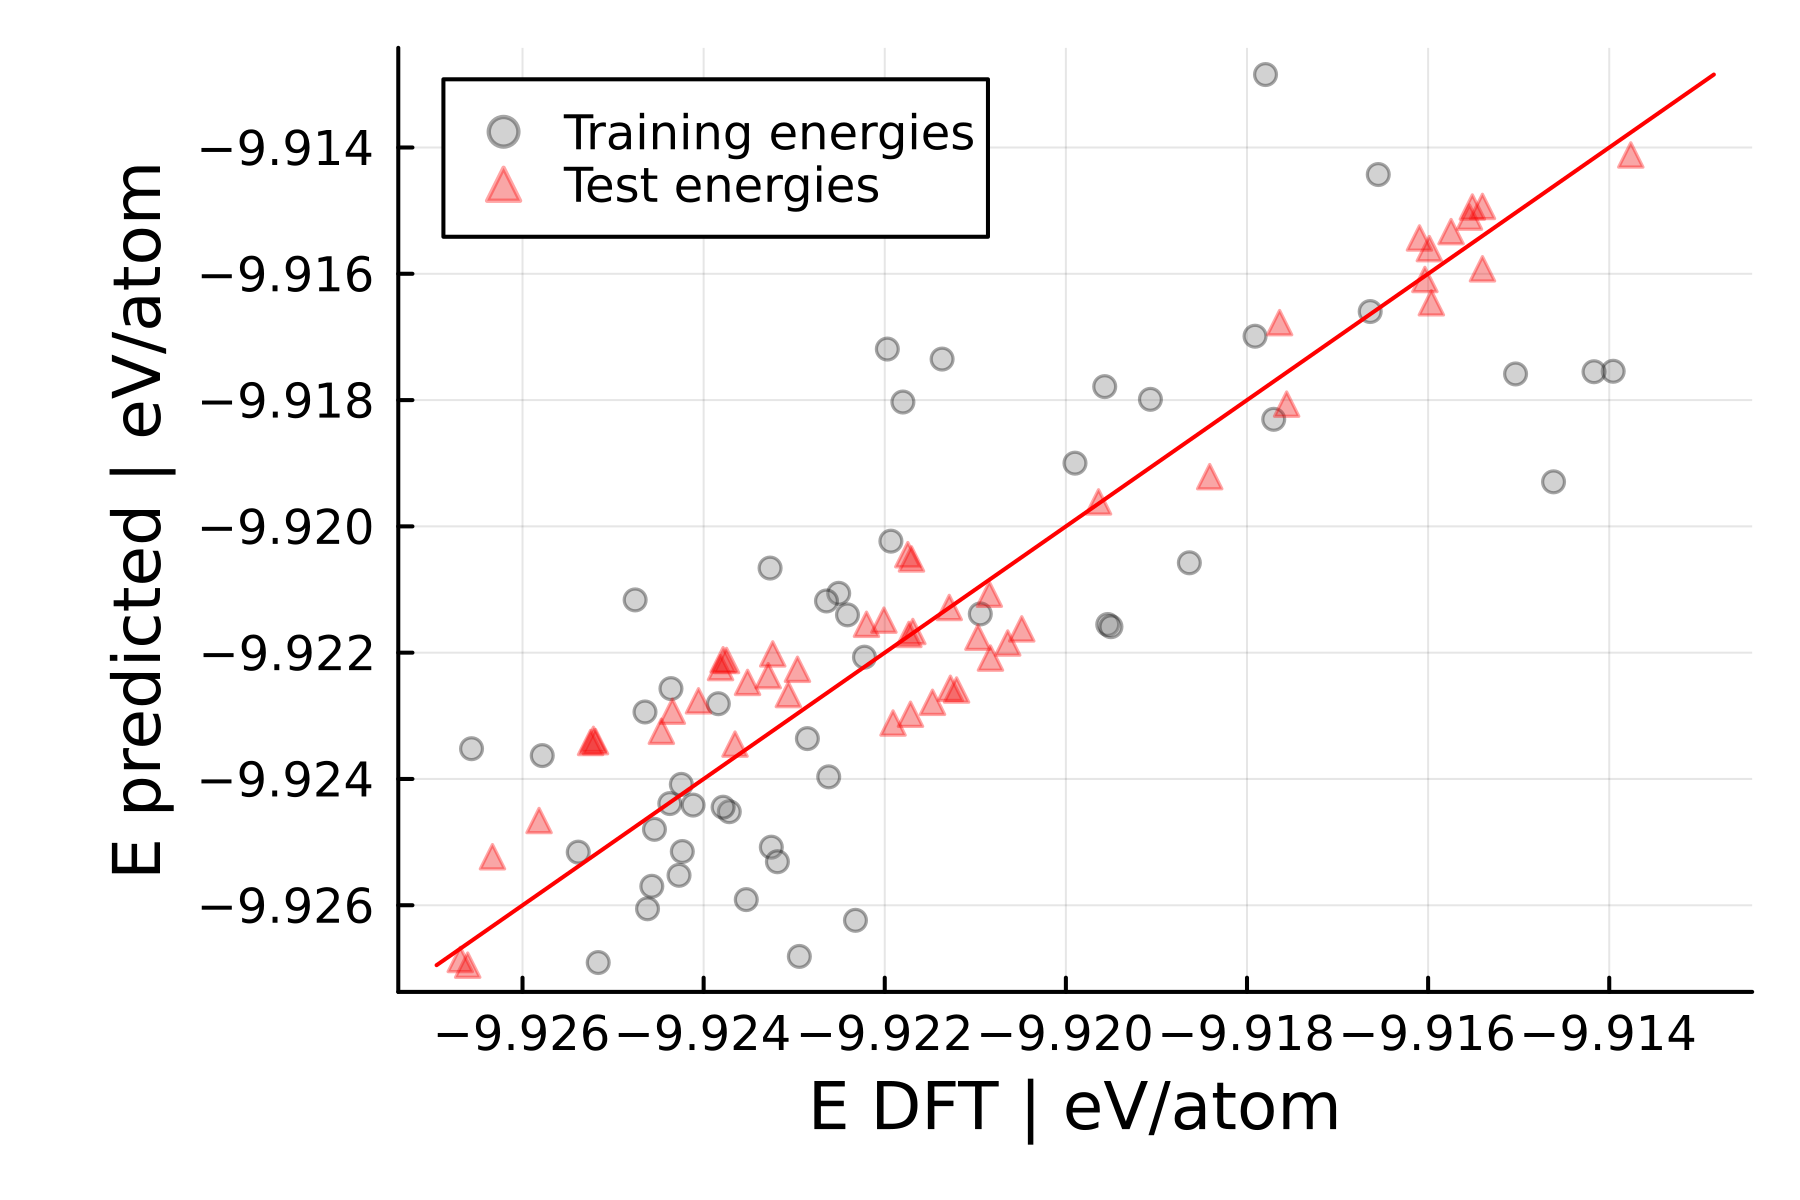 Training energies
Test energies
E predicted | eV/atom
−9.914
−9.916
−9.918
−9.920
−9.922
−9.924
−9.926
−9.926 −9.924 −9.922 −9.920 −9.918 −9.916 −9.914
E DFT | eV/atom